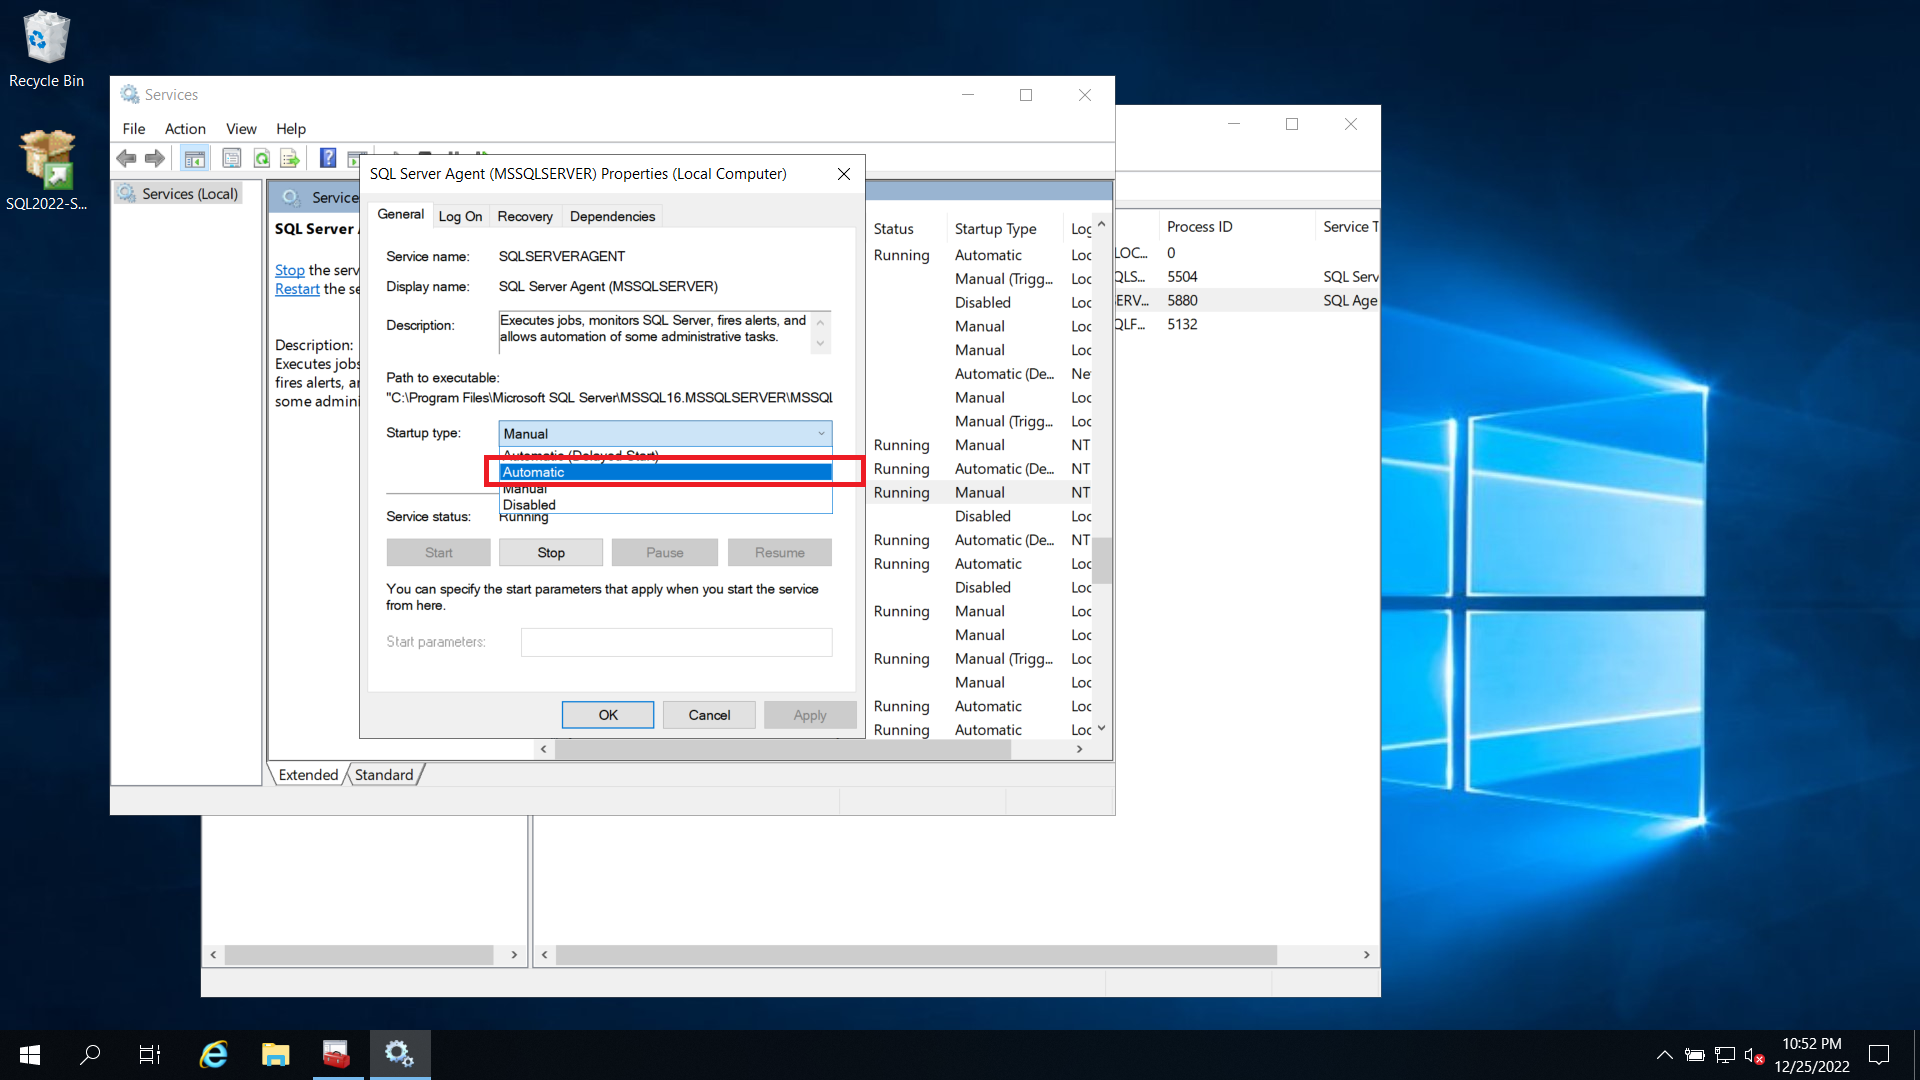 Recycle Bin
SQL2022-S...
Services
File Action View Help
Services (Local)
Service
SQL Server
Stop the serv
Restart the se
Description:
Executes jobs
fires alerts, a
some admini
SQL Server Agent (MSSQLSERVER) Properties (Local Computer)
General Log On Recovery Dependencies
Service name: SQLSERVERAGENT
Display name: SQL Server Agent (MSSQLSERVER)
Description: Executes jobs, monitors SQL Server, fires alerts, and
allows automation of some administrative tasks.
Path to executable:
"C:\Program Files\Microsoft SQL Server\MSSQL16.MSSQLSERVER\MSSQL
Startup type: Manual
Automatic (Delayed Start)
Automatic
Manual
Disabled
Service status: Running
Start Stop Pause Resume
You can specify the start parameters that apply when you start the service
from here.
Start parameters:
OK Cancel Apply
Status Startup Type Log
Running Automatic Loc
Manual (Trigg... Loc
Disabled Loc
Manual Loc
Manual Loc
Automatic (De... Ne
Manual Loc
Manual (Trigg... Loc
Running Manual NT
Running Automatic (De... NT
Running Manual NT
Disabled Loc
Running Automatic (De... NT
Running Automatic Loc
Disabled Loc
Running Manual Loc
Manual Loc
Running Manual (Trigg... Loc
Manual Loc
Running Automatic Loc
Running Automatic Loc
Extended Standard
Process ID Service T
LOC... 0
QLS... 5504 SQL Serv
ERV... 5880 SQL Age
QLF... 5132
10:52 PM
12/25/2022